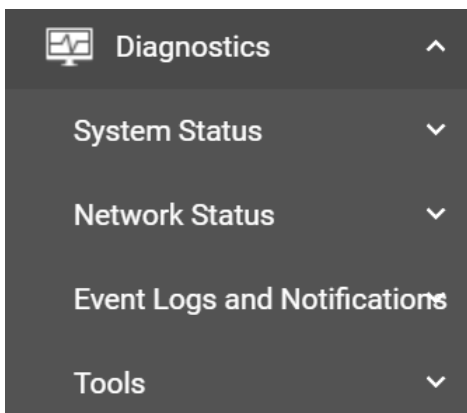 Diagnostics
System Status
Network Status
Event Logs and Notifications
Tools